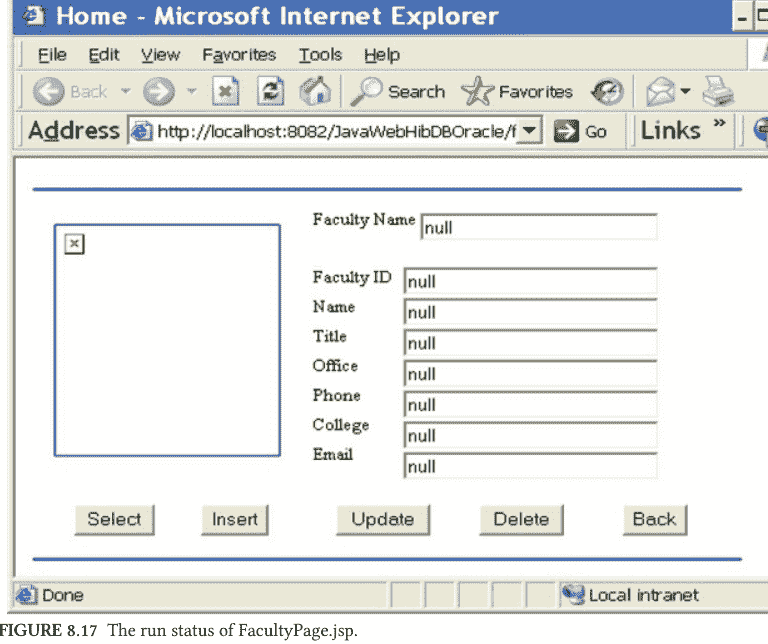 Home - Microsoft Internet Explorer
File Edit View Favorites Tools Help
Back Search Favorites
Address http://localhost:8082/JavaWebHibDBOracle/f Go Links »
Faculty Name null
Faculty ID null
Name null
Title null
Office null
Phone null
College null
Email null
Select Insert Update Delete Back
Done Local intranet
FIGURE 8.17 The run status of FacultyPage.jsp.